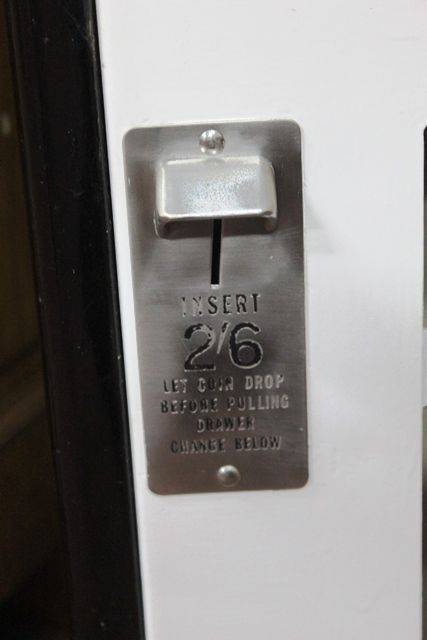 INSERT
2/6
LET COIN DROP
BEFORE PULLING
DRAWER
CHANGE BELOW